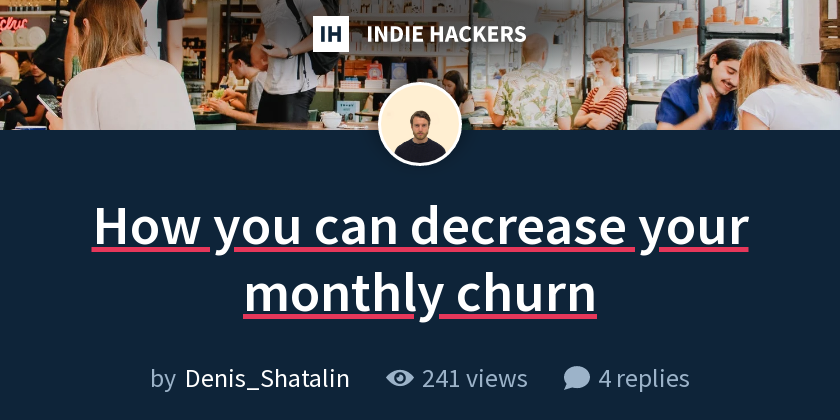 IH INDIE HACKERS
How you can decrease your
monthly churn
by Denis_Shatalin 241 views 4 replies